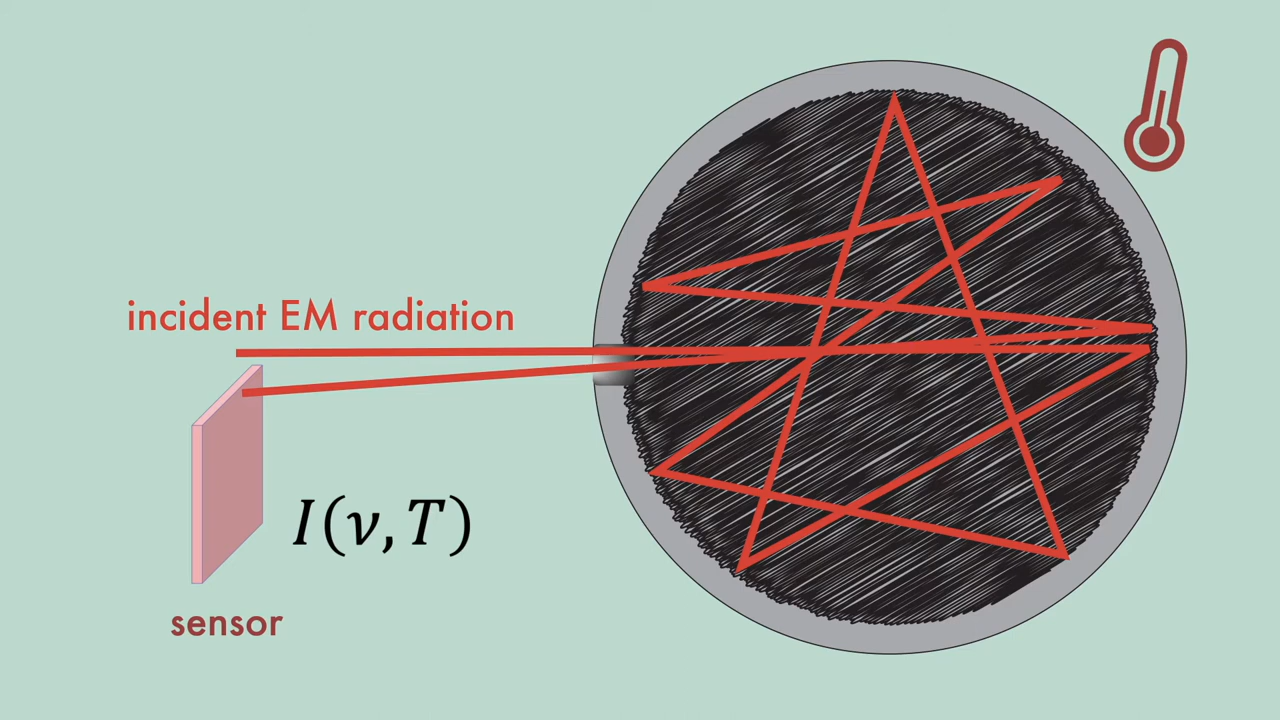 incident EM radiation
I(ν,T)
sensor